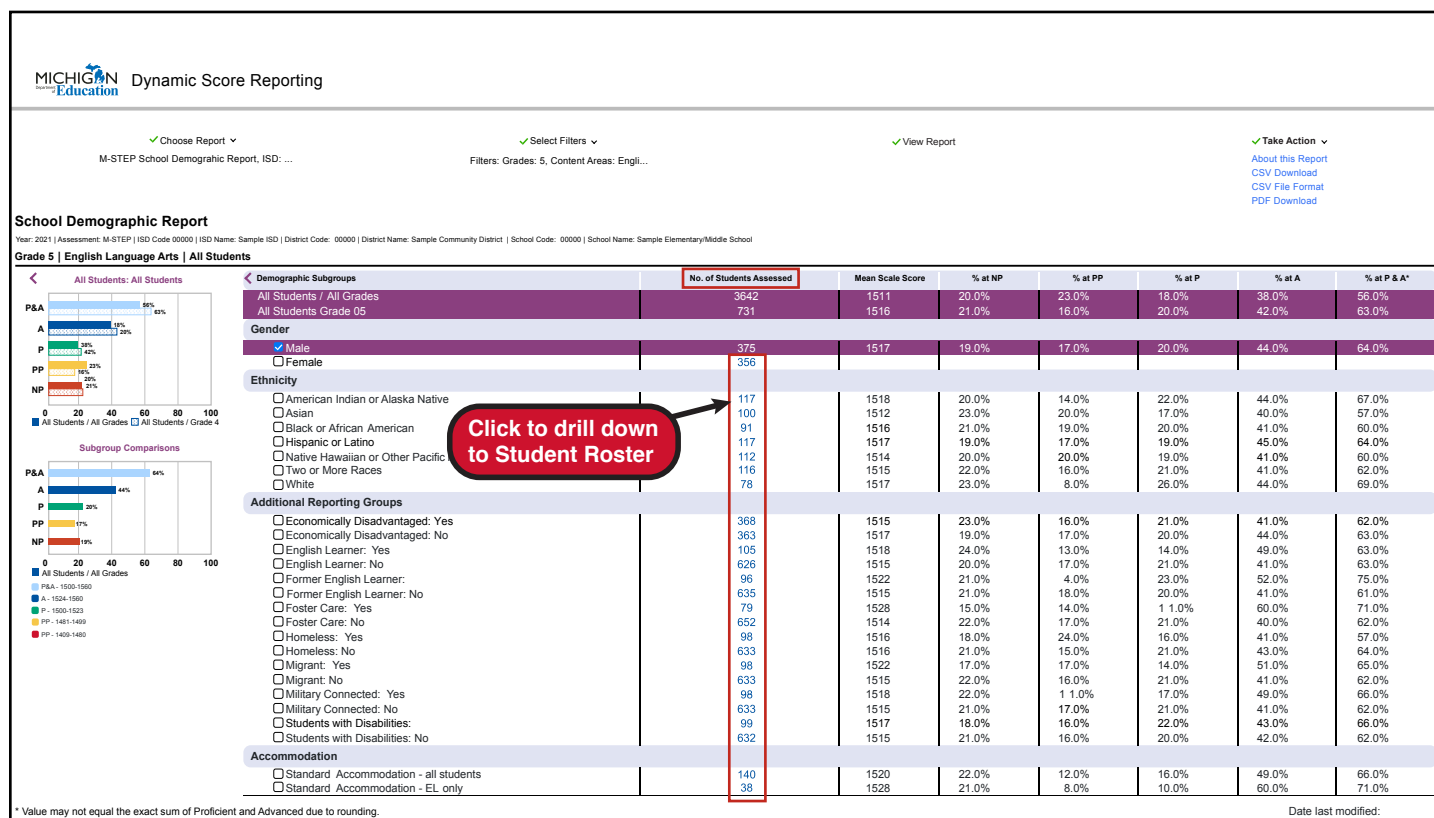 MICHIGAN
Department of Education
Dynamic Score Reporting
Choose Report
M-STEP School Demograhic Report, ISD: ...
Select Filters
Filters: Grades: 5, Content Areas: Engli...
View Report
Take Action
About this Report
CSV Download
CSV File Format
PDF Download
School Demographic Report
Year: 2021 | Assessment: M-STEP | ISD Code 00000 | ISD Name: Sample ISD | District Code: 00000 | District Name: Sample Community District | School Code: 00000 | School Name: Sample Elementary/Middle School
Grade 5 | English Language Arts | All Students
All Students: All Students
P&A 56% 63%
A 18% 20%
P 38% 42%
PP 23% 16%
NP 20% 21%
0 20 40 60 80 100
All Students / All Grades All Students / Grade 4
Subgroup Comparisons
P&A 64%
A 44%
P 20%
PP 17%
NP 19%
0 20 40 60 80 100
All Students / All Grades
P&A - 1500-1560
A - 1524-1560
P - 1500-1523
PP - 1481-1499
PP - 1409-1480
Demographic Subgroups No. of Students Assessed Mean Scale Score % at NP % at PP % at P % at A % at P & A*
All Students / All Grades 3642 1511 20.0% 23.0% 18.0% 38.0% 56.0%
All Students Grade 05 731 1516 21.0% 16.0% 20.0% 42.0% 63.0%
Gender
Male 375 1517 19.0% 17.0% 20.0% 44.0% 64.0%
Female 356
Ethnicity
American Indian or Alaska Native 117 1518 20.0% 14.0% 22.0% 44.0% 67.0%
Asian 100 1512 23.0% 20.0% 17.0% 40.0% 57.0%
Black or African American 91 1516 21.0% 19.0% 20.0% 41.0% 60.0%
Hispanic or Latino 117 1517 19.0% 17.0% 19.0% 45.0% 64.0%
Native Hawaiian or Other Pacific 112 1514 20.0% 20.0% 19.0% 41.0% 60.0%
Two or More Races 116 1515 22.0% 16.0% 21.0% 41.0% 62.0%
White 78 1517 23.0% 8.0% 26.0% 44.0% 69.0%
Click to drill down
to Student Roster
Additional Reporting Groups
Economically Disadvantaged: Yes 368 1515 23.0% 16.0% 21.0% 41.0% 62.0%
Economically Disadvantaged: No 363 1517 19.0% 17.0% 20.0% 44.0% 63.0%
English Learner: Yes 105 1518 24.0% 13.0% 14.0% 49.0% 63.0%
English Learner: No 626 1515 20.0% 17.0% 21.0% 41.0% 63.0%
Former English Learner: 96 1522 21.0% 4.0% 23.0% 52.0% 75.0%
Former English Learner: No 635 1515 21.0% 18.0% 20.0% 41.0% 61.0%
Foster Care: Yes 79 1528 15.0% 14.0% 1 1.0% 60.0% 71.0%
Foster Care: No 652 1514 22.0% 17.0% 21.0% 40.0% 62.0%
Homeless: Yes 98 1516 18.0% 24.0% 16.0% 41.0% 57.0%
Homeless: No 633 1516 21.0% 15.0% 21.0% 43.0% 64.0%
Migrant: Yes 98 1522 17.0% 17.0% 14.0% 51.0% 65.0%
Migrant: No 633 1515 22.0% 16.0% 21.0% 41.0% 62.0%
Military Connected: Yes 98 1518 22.0% 1 1.0% 17.0% 49.0% 66.0%
Military Connected: No 633 1515 21.0% 17.0% 21.0% 41.0% 62.0%
Students with Disabilities: 99 1517 18.0% 16.0% 22.0% 43.0% 66.0%
Students with Disabilities: No 632 1515 21.0% 16.0% 20.0% 42.0% 62.0%
Accommodation
Standard Accommodation - all students 140 1520 22.0% 12.0% 16.0% 49.0% 66.0%
Standard Accommodation - EL only 38 1528 21.0% 8.0% 10.0% 60.0% 71.0%
* Value may not equal the exact sum of Proficient and Advanced due to rounding.
Date last modified: